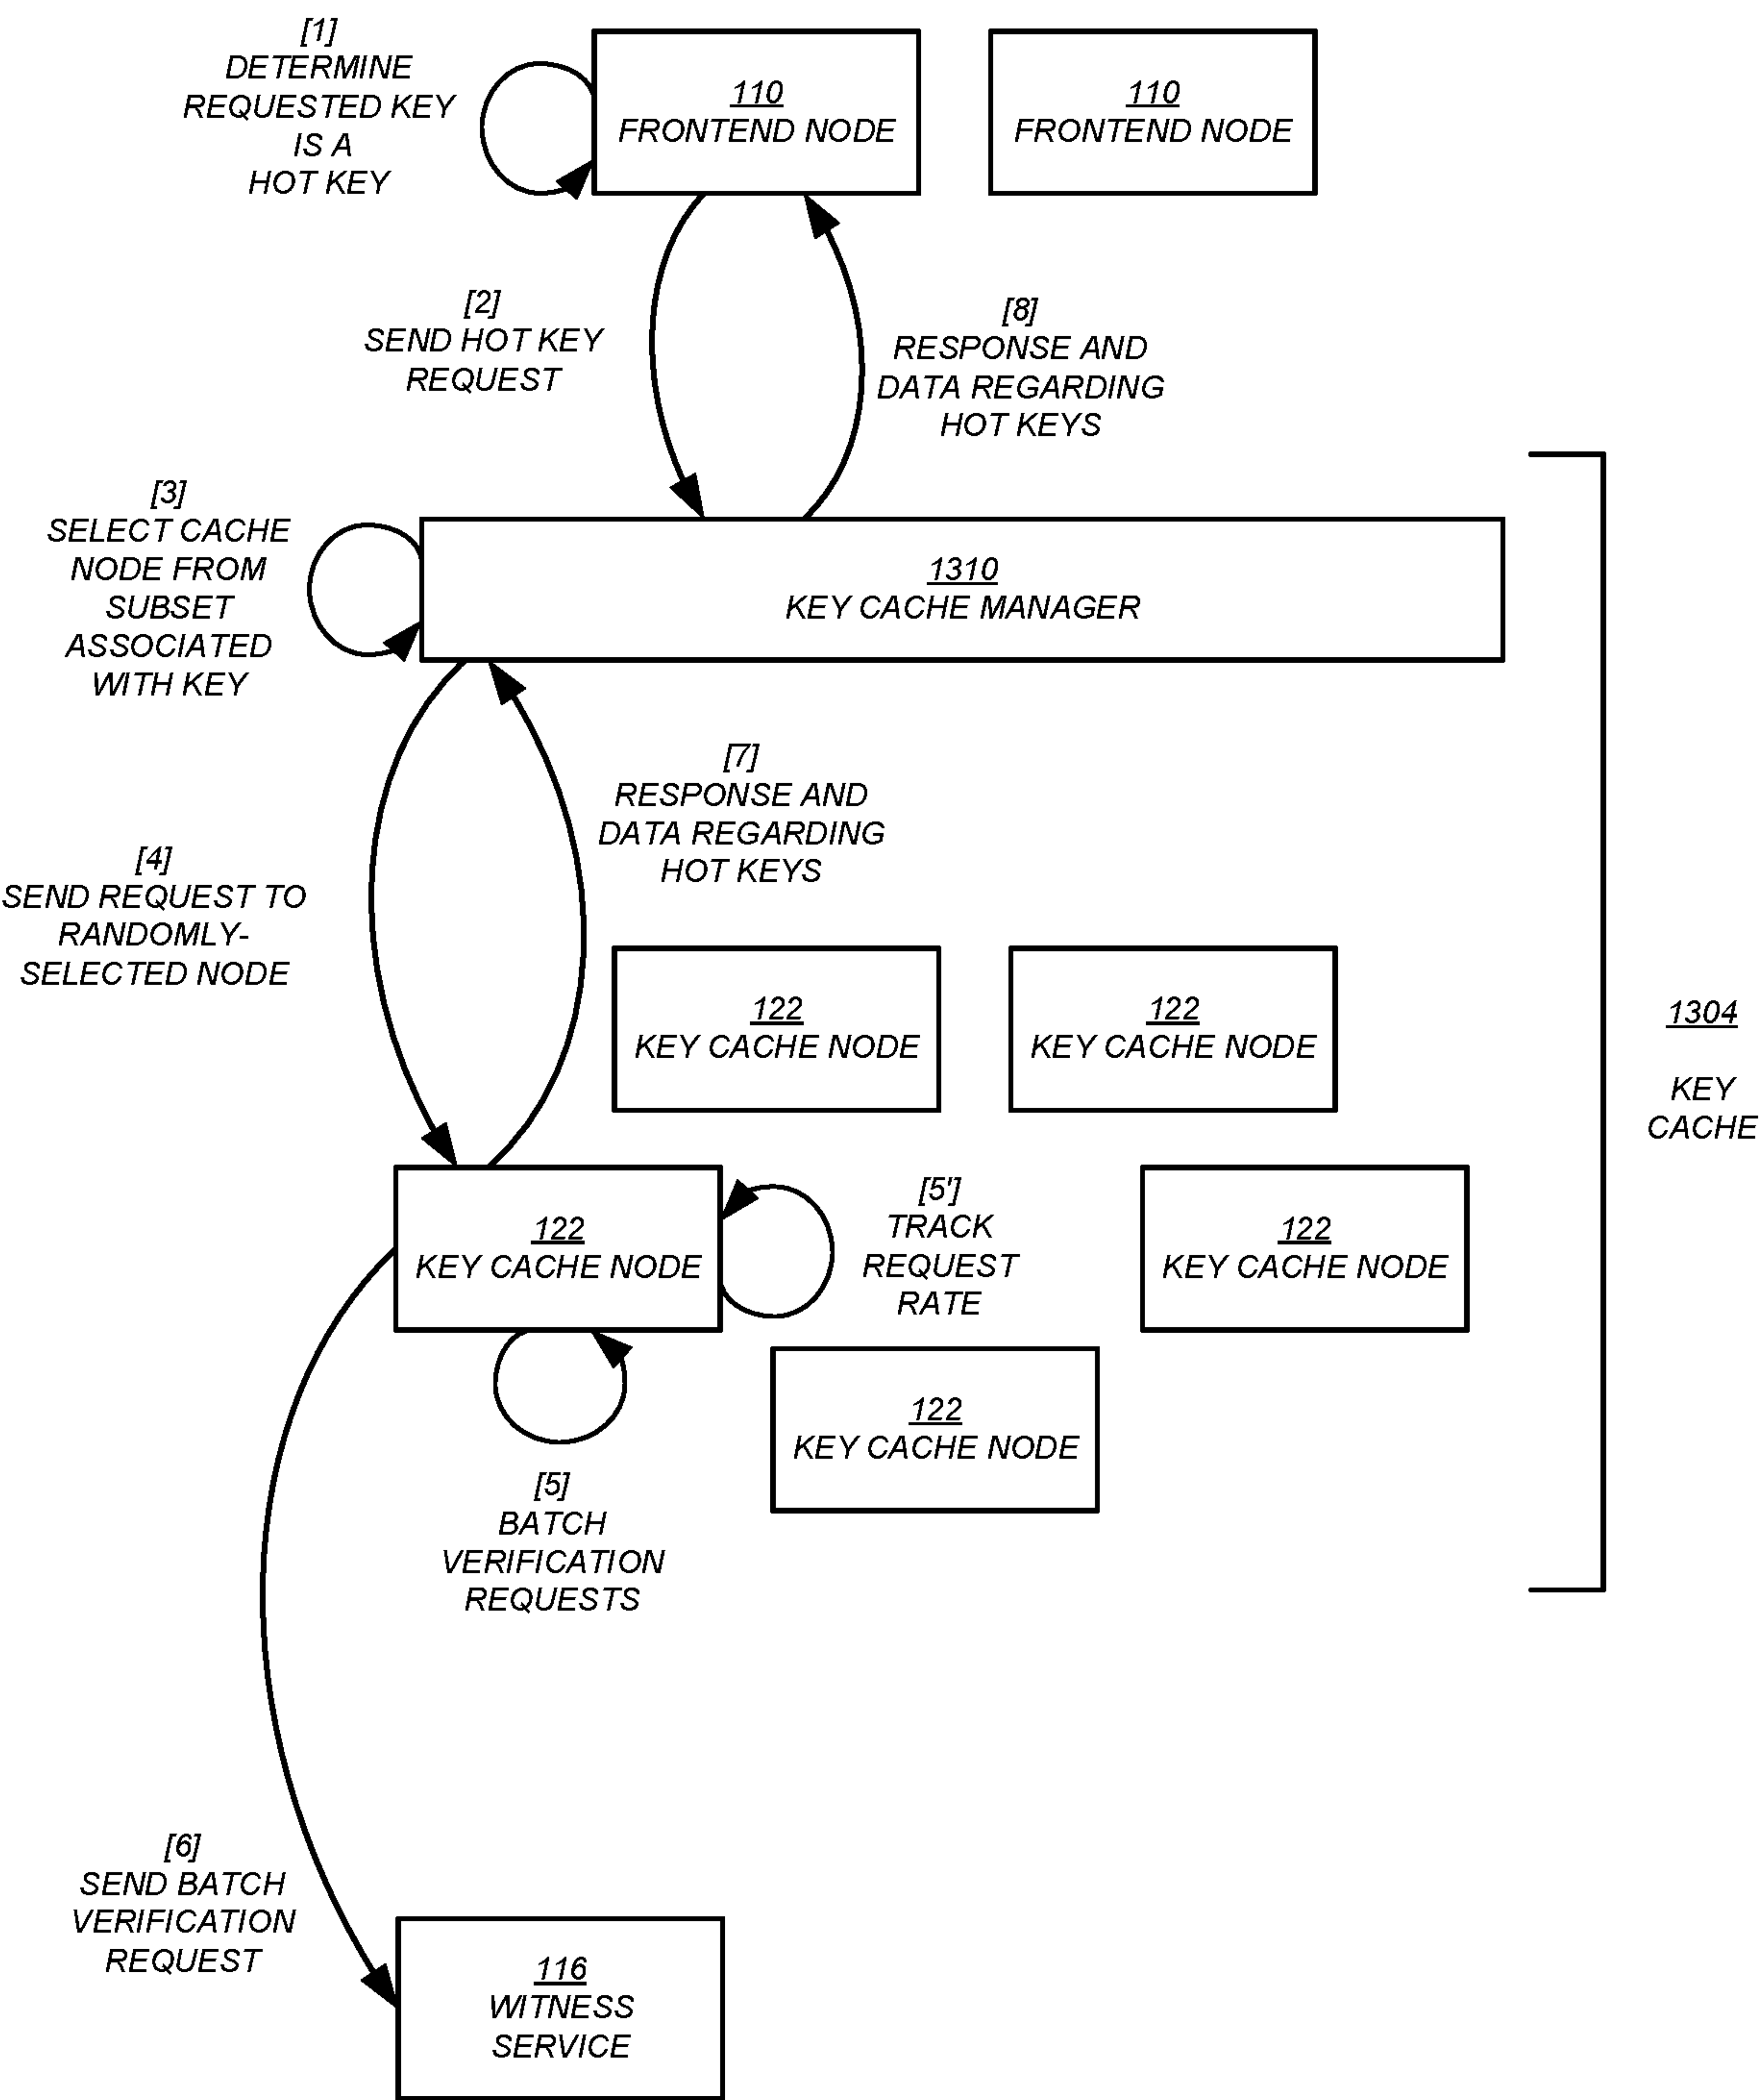 [1]
DETERMINE
REQUESTED KEY
IS A
HOT KEY
110
FRONTEND NODE
110
FRONTEND NODE
[2]
SEND HOT KEY
REQUEST
[8]
RESPONSE AND
DATA REGARDING
HOT KEYS
[3]
SELECT CACHE
NODE FROM
SUBSET
ASSOCIATED
WITH KEY
1310
KEY CACHE MANAGER
[7]
RESPONSE AND
DATA REGARDING
HOT KEYS
[4]
SEND REQUEST TO
RANDOMLY-
SELECTED NODE
122
KEY CACHE NODE
122
KEY CACHE NODE
1304
KEY
CACHE
122
KEY CACHE NODE
[5']
TRACK
REQUEST
RATE
122
KEY CACHE NODE
122
KEY CACHE NODE
[5]
BATCH
VERIFICATION
REQUESTS
[6]
SEND BATCH
VERIFICATION
REQUEST
116
WITNESS
SERVICE